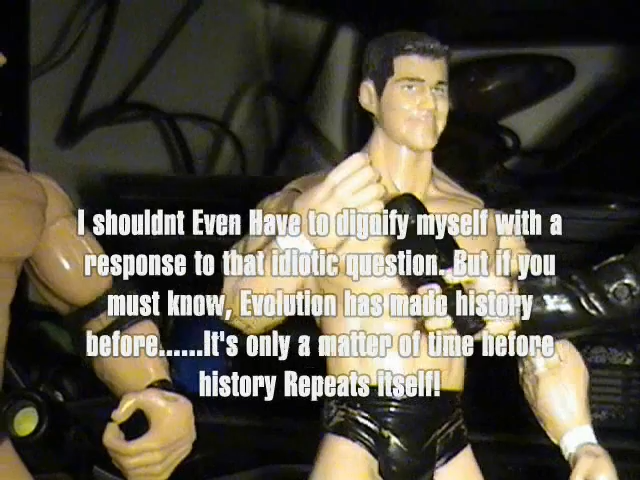 I shouldnt Even Have to dignify myself with a
response to that idiotic question. But if you
must know, Evolution has made history
before......It's only a matter of time before
history Repeats itself!